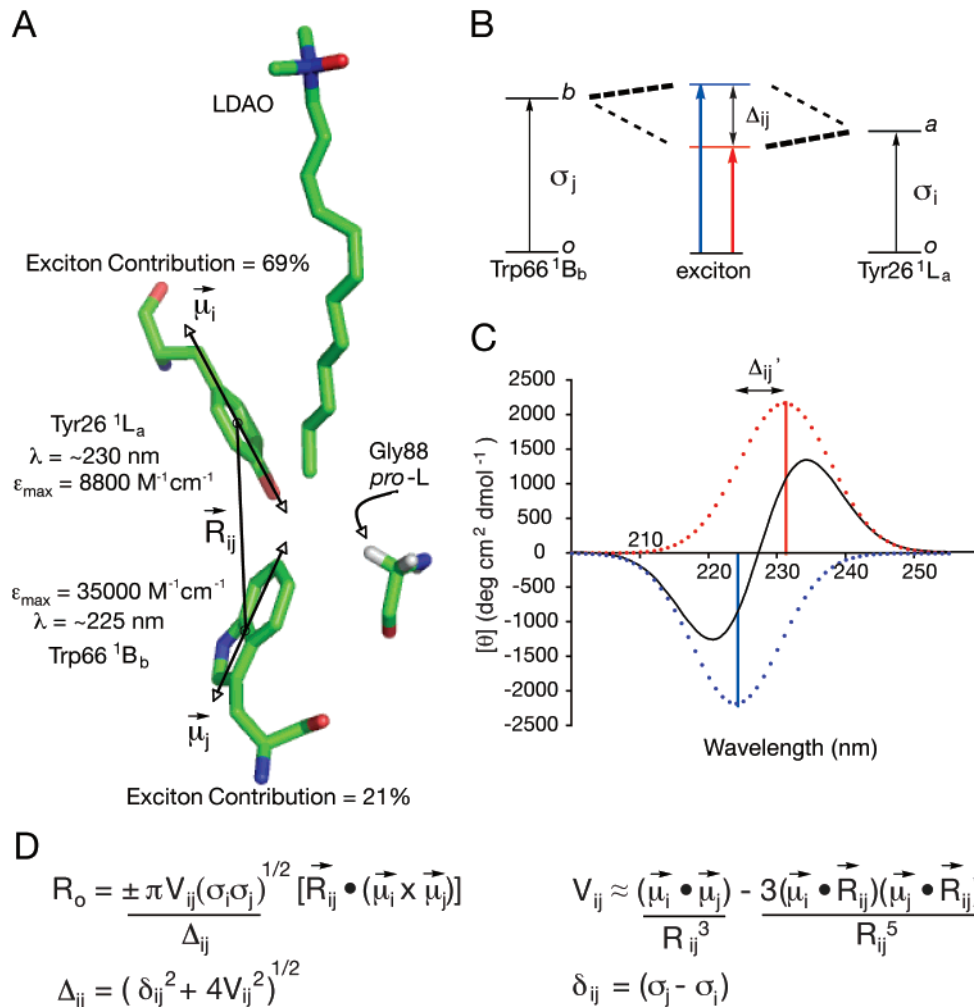 A
LDAO
Exciton Contribution = 69%
μi
Tyr26 ¹La
λ = ~230 nm
εmax = 8800 M⁻¹cm⁻¹
Rij
Gly88
pro-L
εmax = 35000 M⁻¹cm⁻¹
λ = ~225 nm
Trp66 ¹Bb
μj
Exciton Contribution = 21%
B
b
Δij
a
σj
σi
o
o
Trp66 ¹Bb
exciton
Tyr26 ¹La
C
Δij'
2500
2000
1500
1000
500
0
-500
-1000
-1500
-2000
-2500
[θ] (deg cm² dmol⁻¹)
210
220
230
240
250
Wavelength (nm)
D
Ro = ± πVij(σiσj)^1/2 / Δij [Rij • (μi x μj)]
Vij ≈ (μi • μj) / Rij³ - 3(μi • Rij)(μj • Rij) / Rij⁵
Δij = ( δij² + 4Vij² )^1/2
δij = (σj - σi)